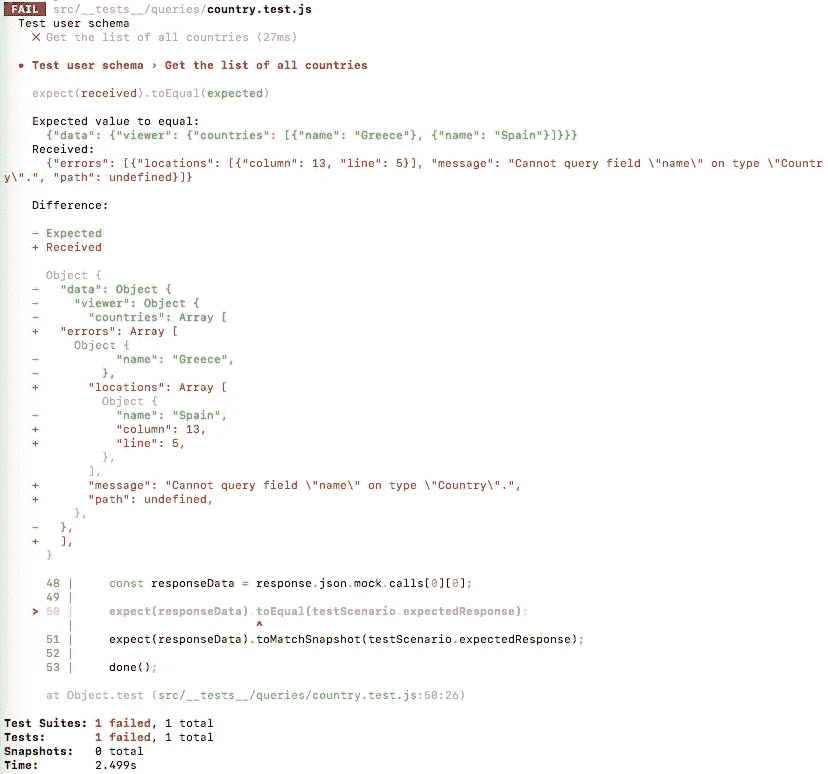 FAIL src/__tests__/queries/country.test.js
Test user schema
✕ Get the list of all countries (27ms)
● Test user schema › Get the list of all countries
expect(received).toEqual(expected)
Expected value to equal:
{"data": {"viewer": {"countries": [{"name": "Greece"}, {"name": "Spain"}]}}}
Received:
{"errors": [{"locations": [{"column": 13, "line": 5}], "message": "Cannot query field \"name\" on type \"Countr
y\".", "path": undefined}]}
Difference:
- Expected
+ Received
Object {
- "data": Object {
- "viewer": Object {
- "countries": Array [
+ "errors": Array [
Object {
- "name": "Greece",
- },
+ "locations": Array [
Object {
- "name": "Spain",
+ "column": 13,
+ "line": 5,
},
],
+ "message": "Cannot query field \"name\" on type \"Country\".",
+ "path": undefined,
},
- },
+ ],
}
48 | const responseData = response.json.mock.calls[0][0];
49 |
> 50 | expect(responseData).toEqual(testScenario.expectedResponse);
| ^
51 | expect(responseData).toMatchSnapshot(testScenario.expectedResponse);
52 |
53 | done();
at Object.test (src/__tests__/queries/country.test.js:50:26)
Test Suites: 1 failed, 1 total
Tests: 1 failed, 1 total
Snapshots: 0 total
Time: 2.499s